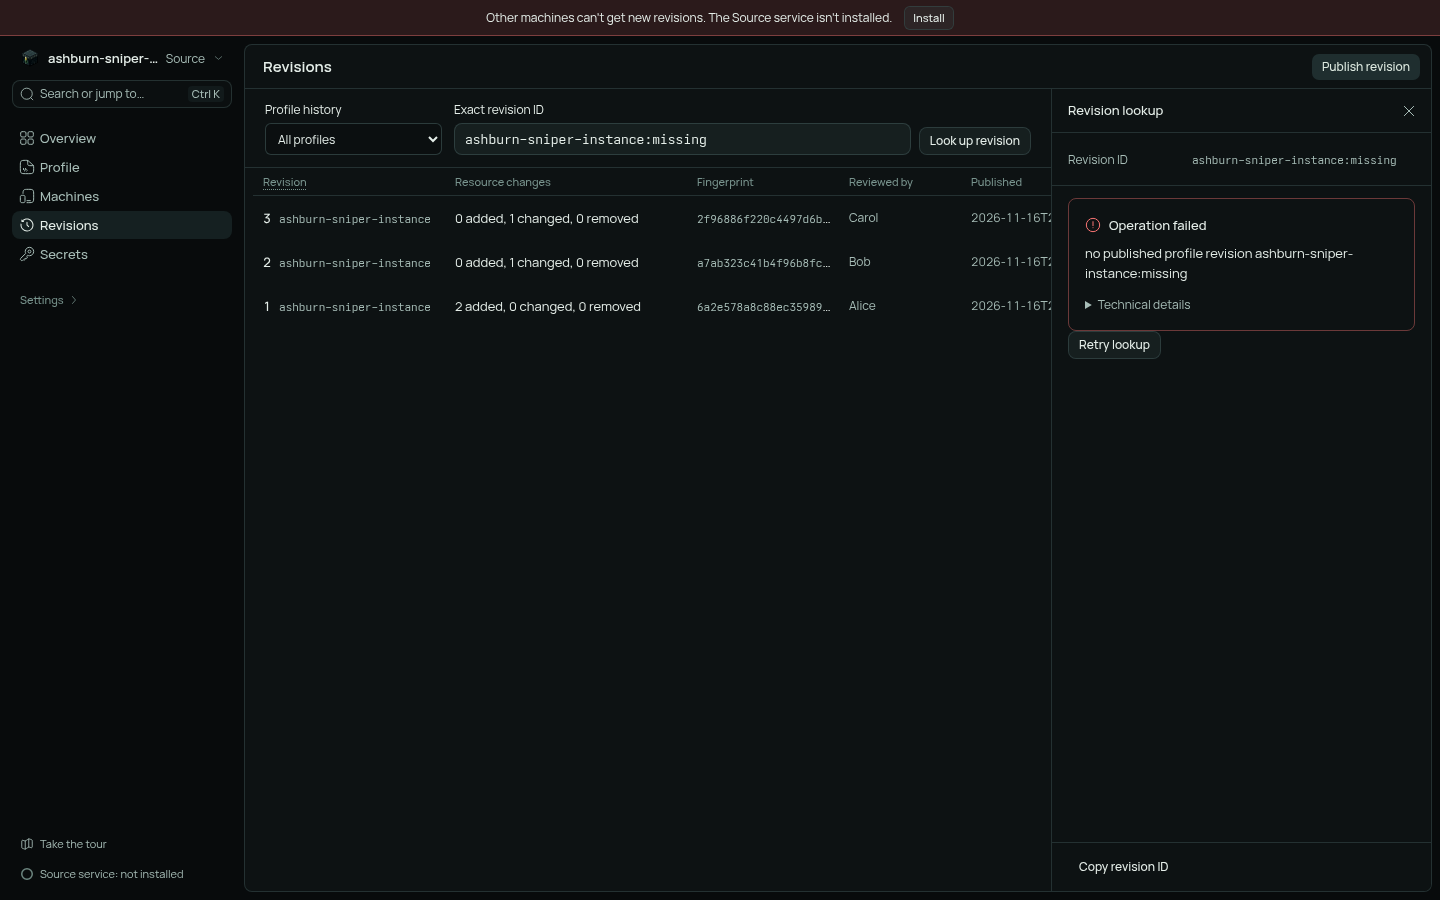 Other machines can't get new revisions. The Source service isn't installed. Install
ashburn-sniper-... Source
Search or jump to... Ctrl K
Overview
Profile
Machines
Revisions
Secrets
Settings
Take the tour
Source service: not installed
Revisions
Publish revision
Profile history
All profiles
Exact revision ID
ashburn-sniper-instance:missing
Look up revision
Revision Resource changes Fingerprint Reviewed by Published
3 ashburn-sniper-instance 0 added, 1 changed, 0 removed 2f96886f220c4497d6b... Carol 2026-11-16T2
2 ashburn-sniper-instance 0 added, 1 changed, 0 removed a7ab323c41b4f96b8fc... Bob 2026-11-16T2
1 ashburn-sniper-instance 2 added, 0 changed, 0 removed 6a2e578a8c88ec35989... Alice 2026-11-16T2
Revision lookup
Revision ID ashburn-sniper-instance:missing
Operation failed
no published profile revision ashburn-sniper-
instance:missing
Technical details
Retry lookup
Copy revision ID